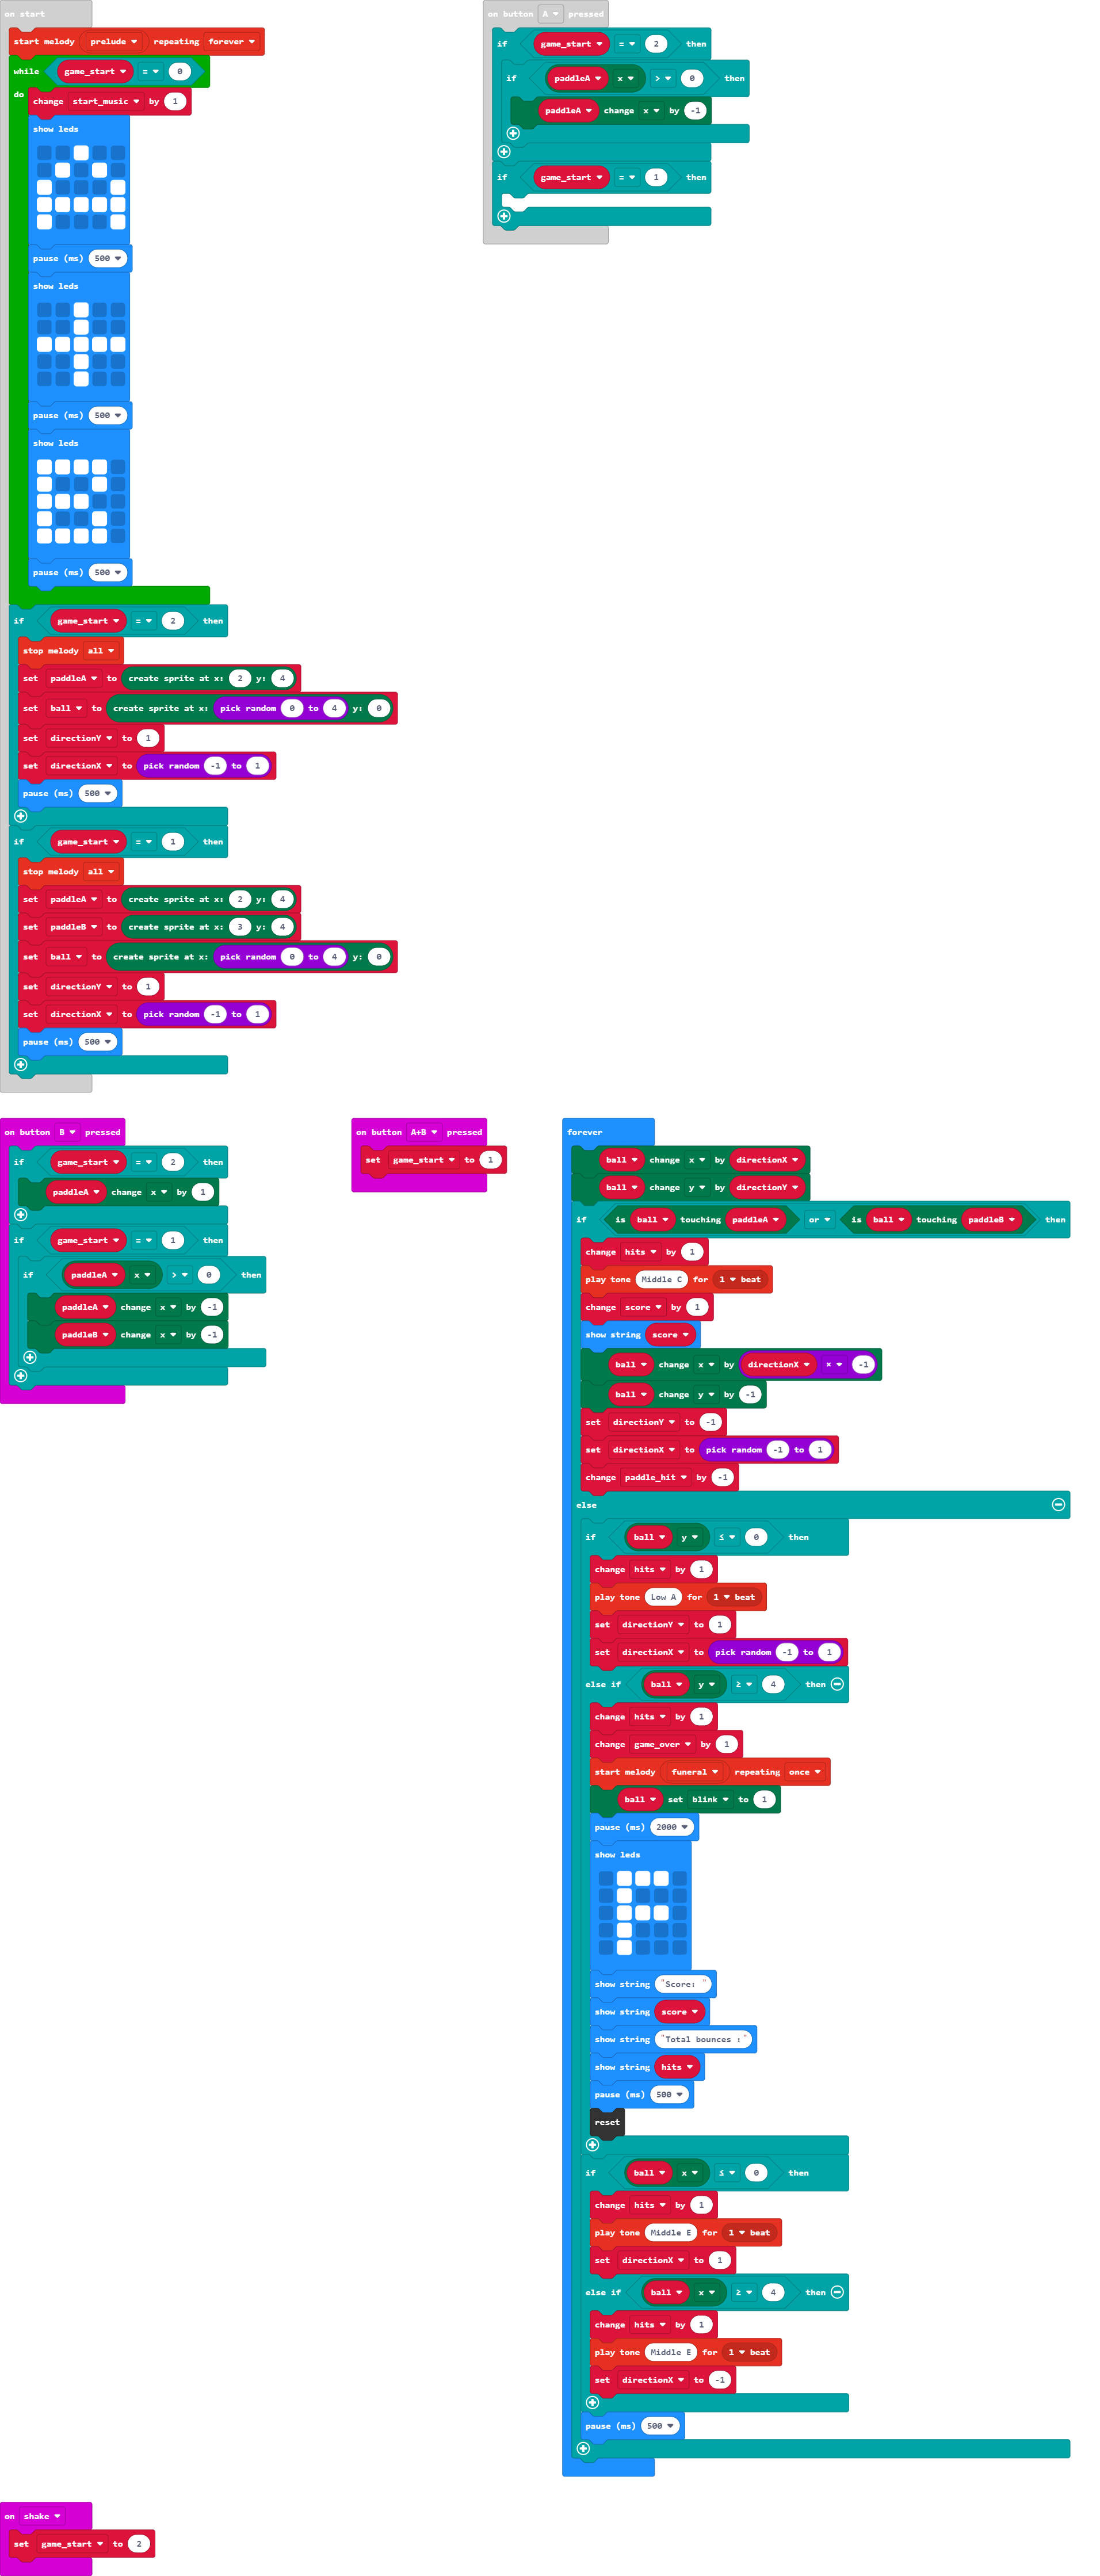 on start
start melody prelude repeating forever
while game_start = 0
do change start_music by 1
show leds
pause (ms) 500
show leds
pause (ms) 500
show leds
pause (ms) 500
if game_start = 2 then
stop melody all
set paddleA to create sprite at x: 2 y: 4
set ball to create sprite at x: pick random 0 to 4 y: 0
set directionY to 1
set directionX to pick random -1 to 1
pause (ms) 500
if game_start = 1 then
stop melody all
set paddleA to create sprite at x: 2 y: 4
set paddleB to create sprite at x: 3 y: 4
set ball to create sprite at x: pick random 0 to 4 y: 0
set directionY to 1
set directionX to pick random -1 to 1
pause (ms) 500
on button A pressed
if game_start = 2 then
if paddleA x > 0 then
paddleA change x by -1
if game_start = 1 then
on button B pressed
if game_start = 2 then
paddleA change x by 1
if game_start = 1 then
if paddleA x > 0 then
paddleA change x by -1
paddleB change x by -1
on button A+B pressed
set game_start to 1
forever
ball change x by directionX
ball change y by directionY
if is ball touching paddleA or is ball touching paddleB then
change hits by 1
play tone Middle C for 1 beat
change score by 1
show string score
ball change x by directionX × -1
ball change y by -1
set directionY to -1
set directionX to pick random -1 to 1
change paddle_hit by -1
else
if ball y ≤ 0 then
change hits by 1
play tone Low A for 1 beat
set directionY to 1
set directionX to pick random -1 to 1
else if ball y ≥ 4 then
change hits by 1
change game_over by 1
start melody funeral repeating once
ball set blink to 1
pause (ms) 2000
show leds
show string "Score: "
show string score
show string "Total bounces :"
show string hits
pause (ms) 500
reset
if ball x ≤ 0 then
change hits by 1
play tone Middle E for 1 beat
set directionX to 1
else if ball x ≥ 4 then
change hits by 1
play tone Middle E for 1 beat
set directionX to -1
pause (ms) 500
on shake
set game_start to 2